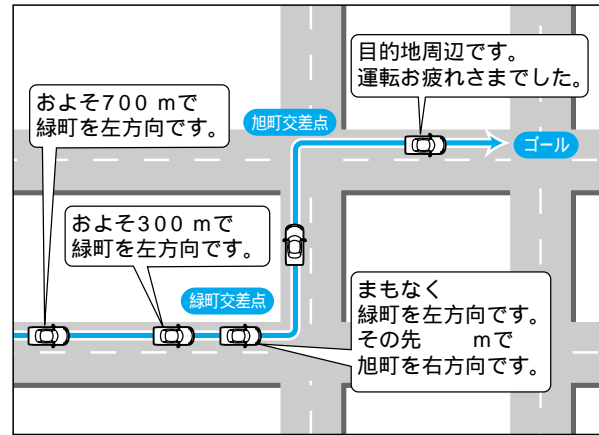 およそ700 mで
緑町を左方向です。
旭町交差点
目的地周辺です。
運転お疲れさまでした。
ゴール
およそ300 mで
緑町を左方向です。
緑町交差点
まもなく
緑町を左方向です。
その先　　mで
旭町を右方向です。